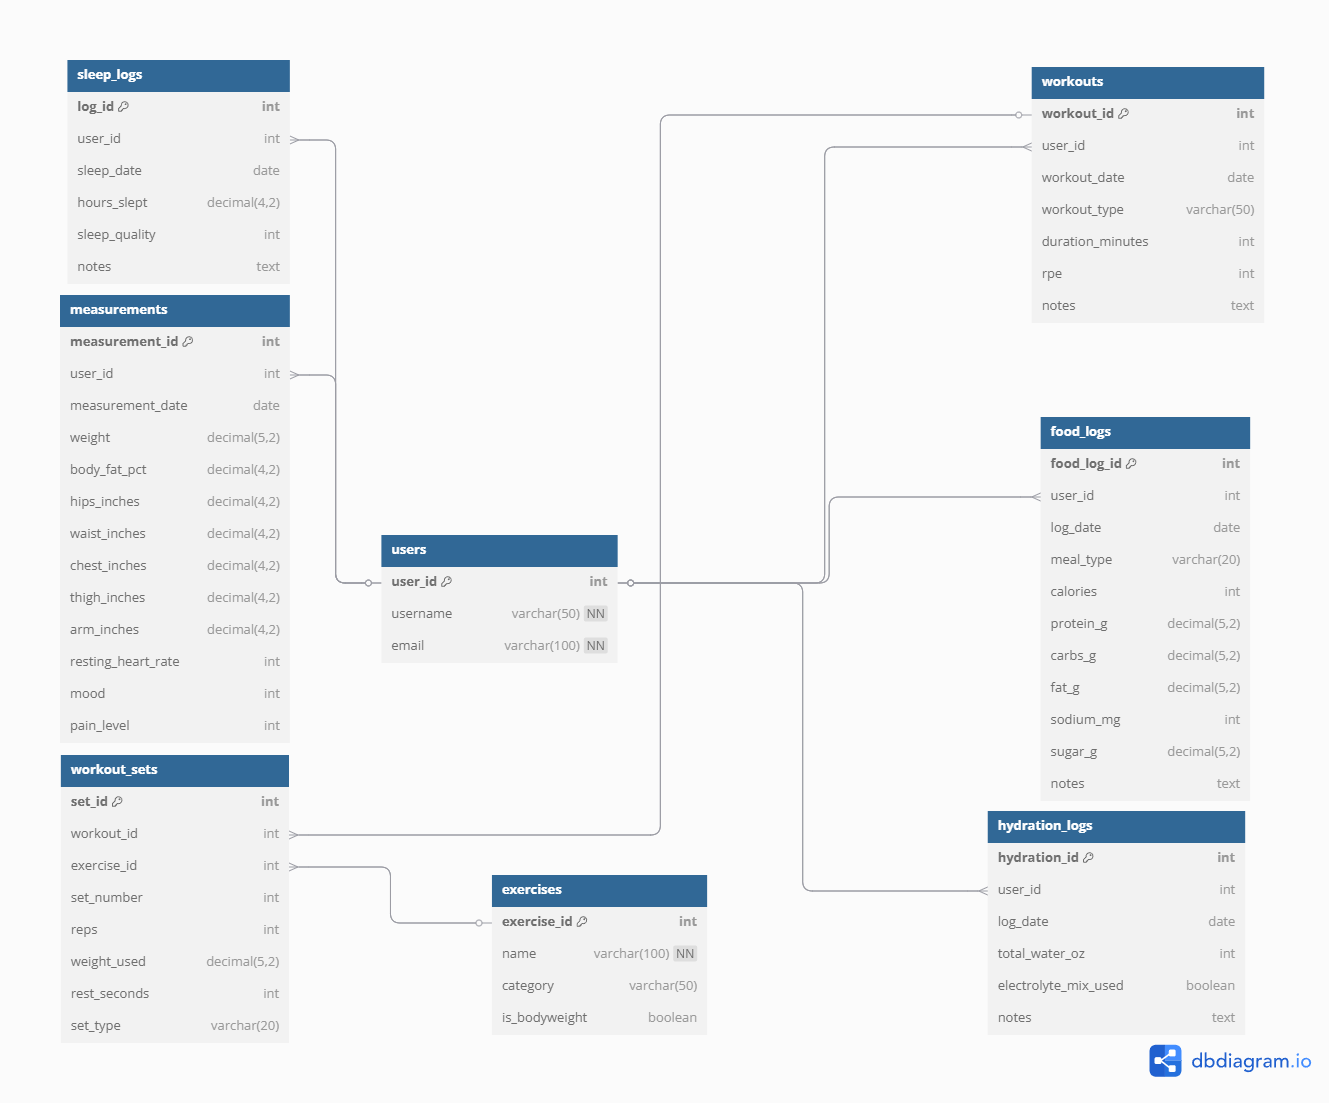 sleep_logs
log_id int
user_id int
sleep_date date
hours_slept decimal(4,2)
sleep_quality int
notes text
measurements
measurement_id int
user_id int
measurement_date date
weight decimal(5,2)
body_fat_pct decimal(4,2)
hips_inches decimal(4,2)
waist_inches decimal(4,2)
chest_inches decimal(4,2)
thigh_inches decimal(4,2)
arm_inches decimal(4,2)
resting_heart_rate int
mood int
pain_level int
workout_sets
set_id int
workout_id int
exercise_id int
set_number int
reps int
weight_used decimal(5,2)
rest_seconds int
set_type varchar(20)
users
user_id int
username varchar(50) NN
email varchar(100) NN
exercises
exercise_id int
name varchar(100) NN
category varchar(50)
is_bodyweight boolean
workouts
workout_id int
user_id int
workout_date date
workout_type varchar(50)
duration_minutes int
rpe int
notes text
food_logs
food_log_id int
user_id int
log_date date
meal_type varchar(20)
calories int
protein_g decimal(5,2)
carbs_g decimal(5,2)
fat_g decimal(5,2)
sodium_mg int
sugar_g decimal(5,2)
notes text
hydration_logs
hydration_id int
user_id int
log_date date
total_water_oz int
electrolyte_mix_used boolean
notes text
dbdiagram.io